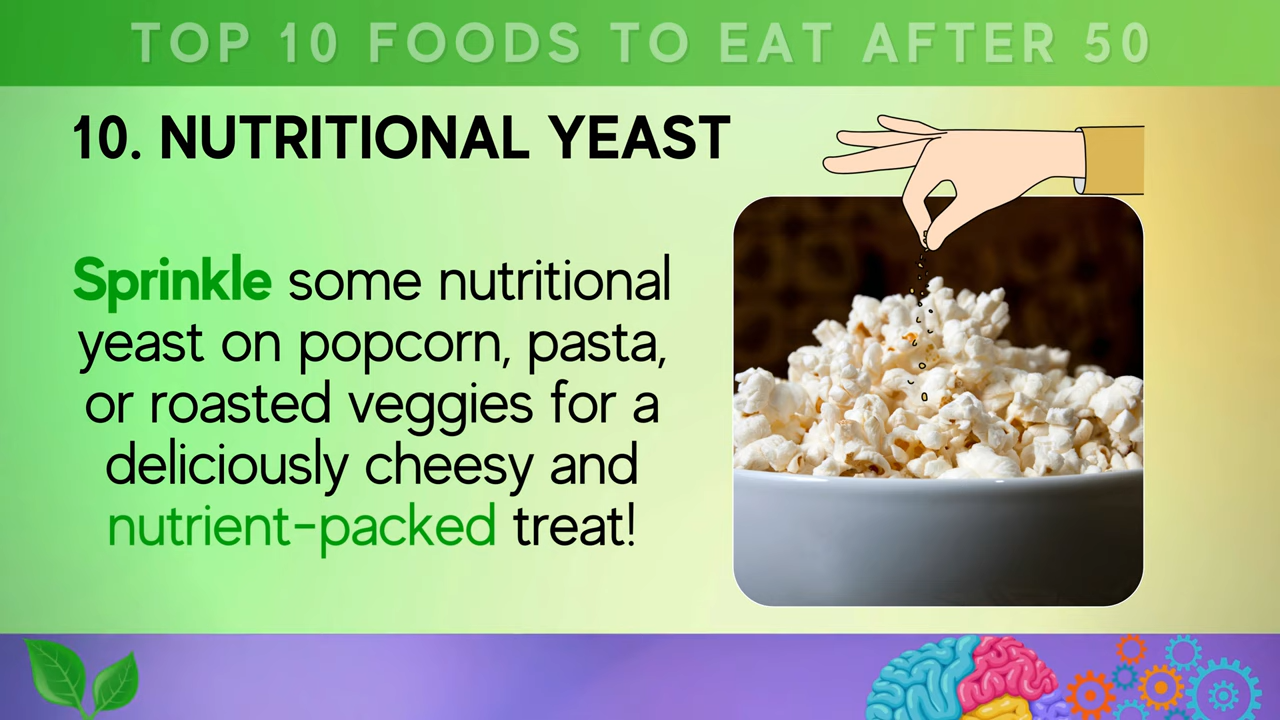 TOP 10 FOODS TO EAT AFTER 50
10. NUTRITIONAL YEAST
Sprinkle some nutritional
yeast on popcorn, pasta,
or roasted veggies for a
deliciously cheesy and
nutrient-packed treat!